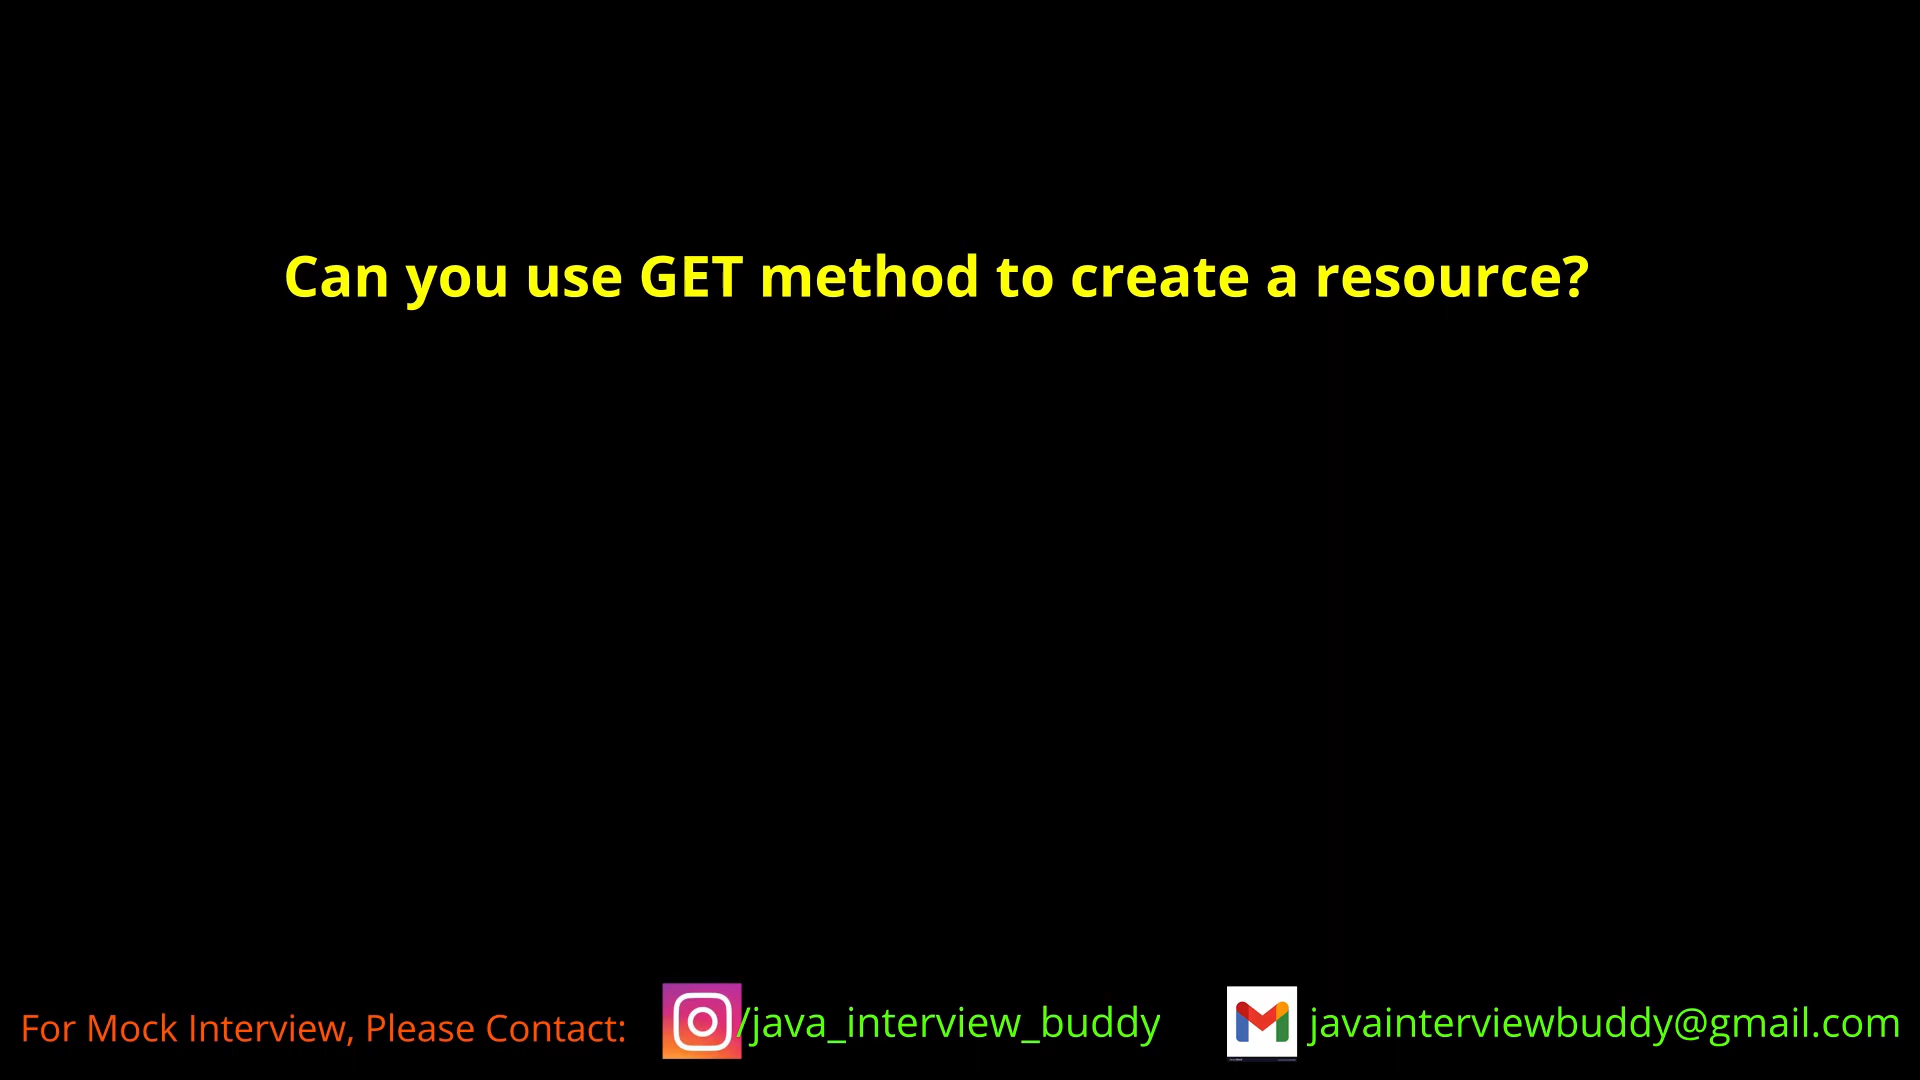 Can you use GET method to create a resource?
For Mock Interview, Please Contact: /java_interview_buddy javainterviewbuddy@gmail.com